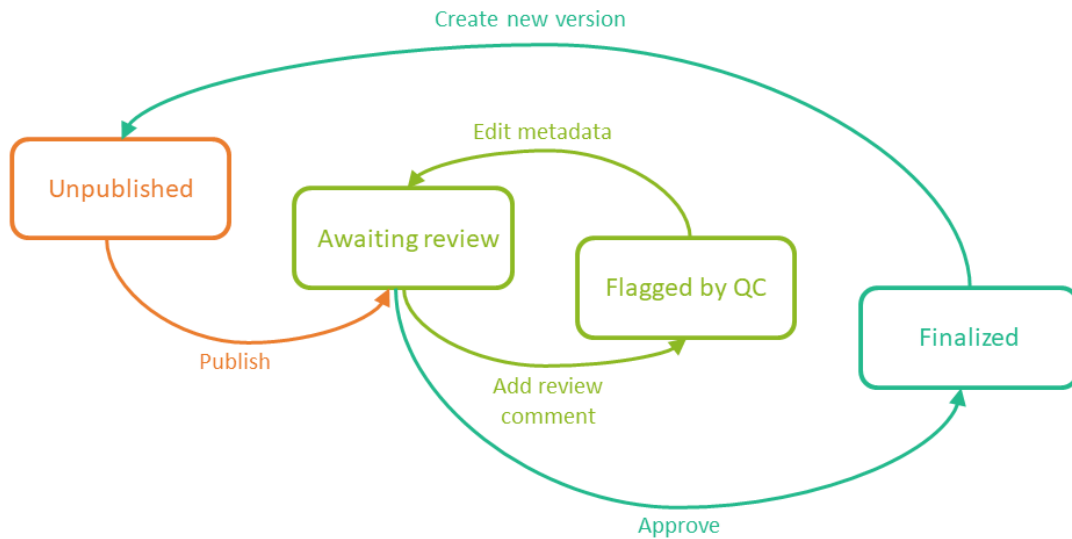 Create new version
Edit metadata
Unpublished
Awaiting review
Flagged by QC
Finalized
Publish
Add review
comment
Approve